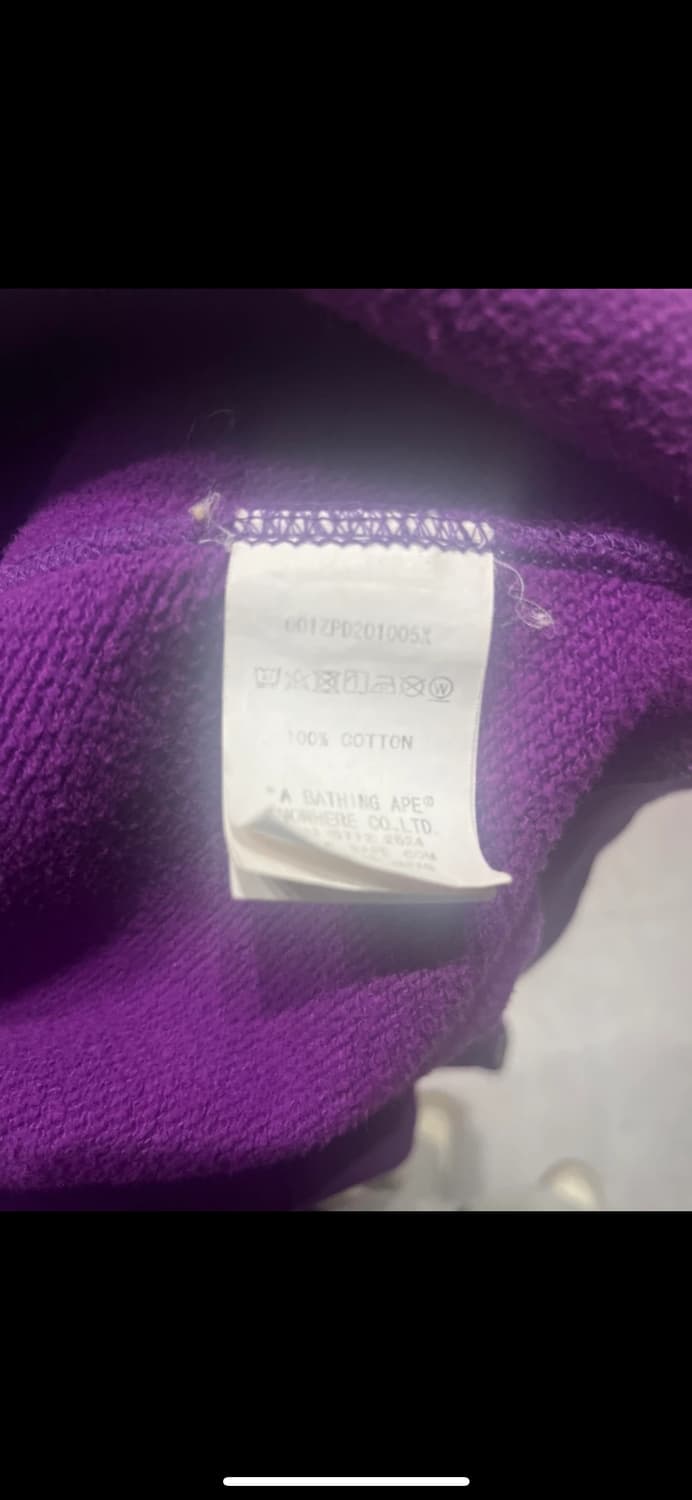 001ZPD201005X
W
100% COTTON
"A BATHING APE®
NOWHERE CO.,LTD.